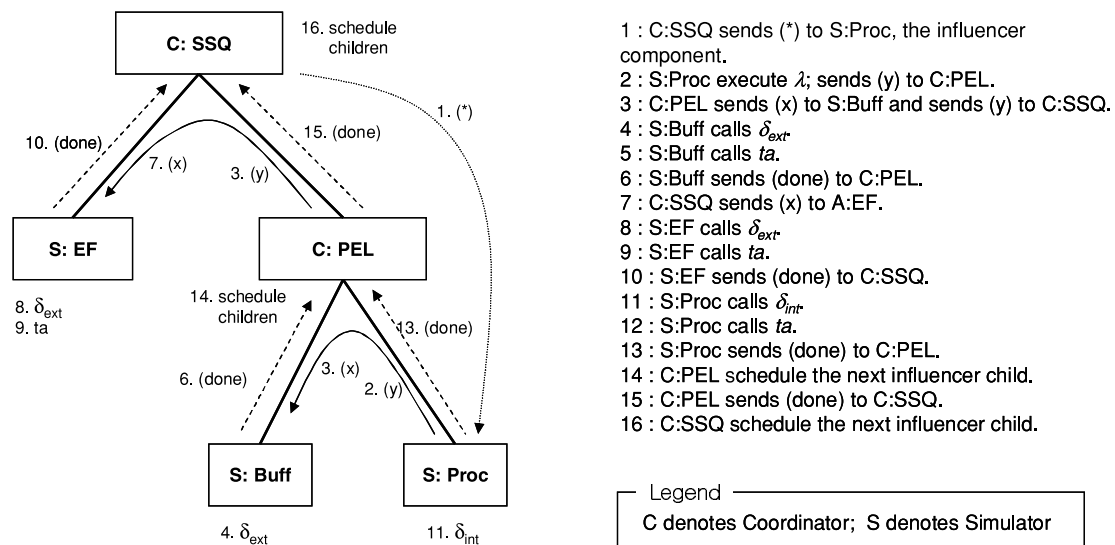 16. schedule
children
C: SSQ
1. (*)
10. (done)
15. (done)
7. (x)
3. (y)
S: EF
C: PEL
8. δext
9. ta
14. schedule
children
13. (done)
6. (done)
3. (x)
2. (y)
S: Buff
S: Proc
4. δext
11. δint
1 : C:SSQ sends (*) to S:Proc, the influencer
component.
2 : S:Proc execute λ; sends (y) to C:PEL.
3 : C:PEL sends (x) to S:Buff and sends (y) to C:SSQ.
4 : S:Buff calls δext.
5 : S:Buff calls ta.
6 : S:Buff sends (done) to C:PEL.
7 : C:SSQ sends (x) to A:EF.
8 : S:EF calls δext.
9 : S:EF calls ta.
10 : S:EF sends (done) to C:SSQ.
11 : S:Proc calls δint.
12 : S:Proc calls ta.
13 : S:Proc sends (done) to C:PEL.
14 : C:PEL schedule the next influencer child.
15 : C:PEL sends (done) to C:SSQ.
16 : C:SSQ schedule the next influencer child.
Legend
C denotes Coordinator; S denotes Simulator